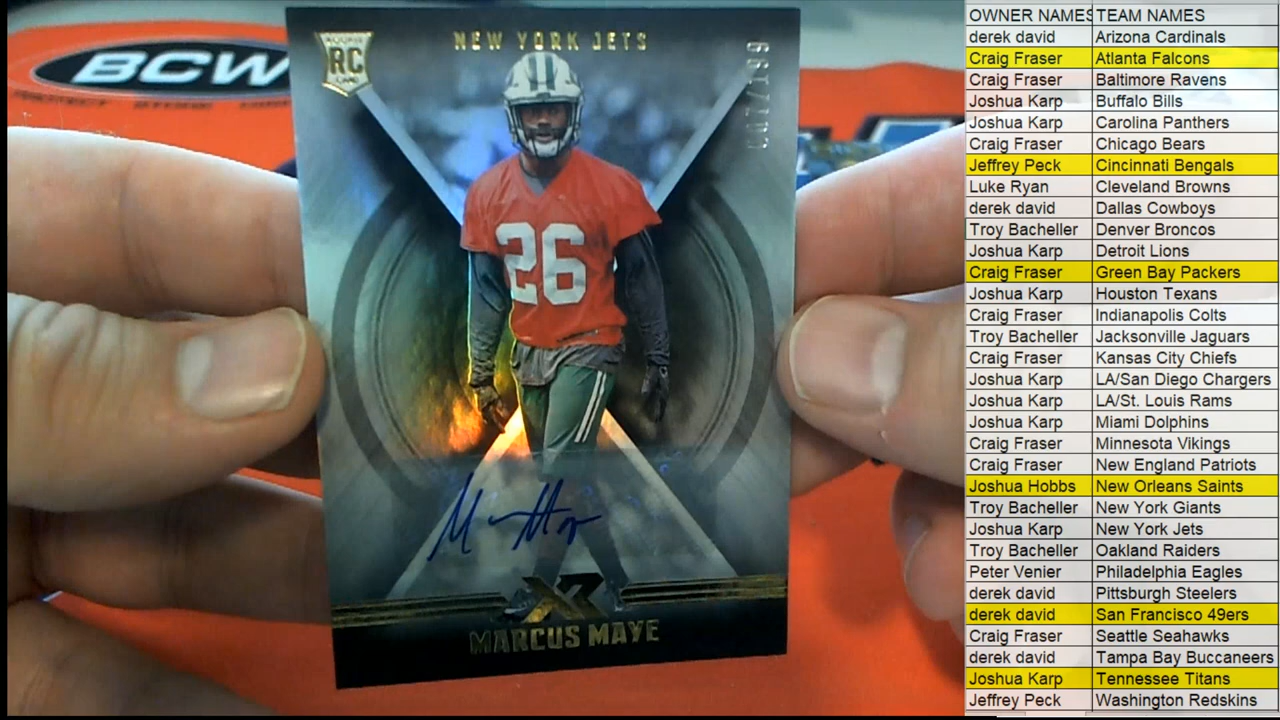 BCW
ROOKIE
RC
NEW YORK JETS
26
XR
MARCUS MAYE
OWNER NAMES TEAM NAMES
derek david Arizona Cardinals
Craig Fraser Atlanta Falcons
Craig Fraser Baltimore Ravens
Joshua Karp Buffalo Bills
Joshua Karp Carolina Panthers
Craig Fraser Chicago Bears
Jeffrey Peck Cincinnati Bengals
Luke Ryan Cleveland Browns
derek david Dallas Cowboys
Troy Bacheller Denver Broncos
Joshua Karp Detroit Lions
Craig Fraser Green Bay Packers
Joshua Karp Houston Texans
Craig Fraser Indianapolis Colts
Troy Bacheller Jacksonville Jaguars
Craig Fraser Kansas City Chiefs
Joshua Karp LA/San Diego Chargers
Joshua Karp LA/St. Louis Rams
Joshua Karp Miami Dolphins
Craig Fraser Minnesota Vikings
Craig Fraser New England Patriots
Joshua Hobbs New Orleans Saints
Troy Bacheller New York Giants
Joshua Karp New York Jets
Troy Bacheller Oakland Raiders
Peter Venier Philadelphia Eagles
derek david Pittsburgh Steelers
derek david San Francisco 49ers
Craig Fraser Seattle Seahawks
derek david Tampa Bay Buccaneers
Joshua Karp Tennessee Titans
Jeffrey Peck Washington Redskins